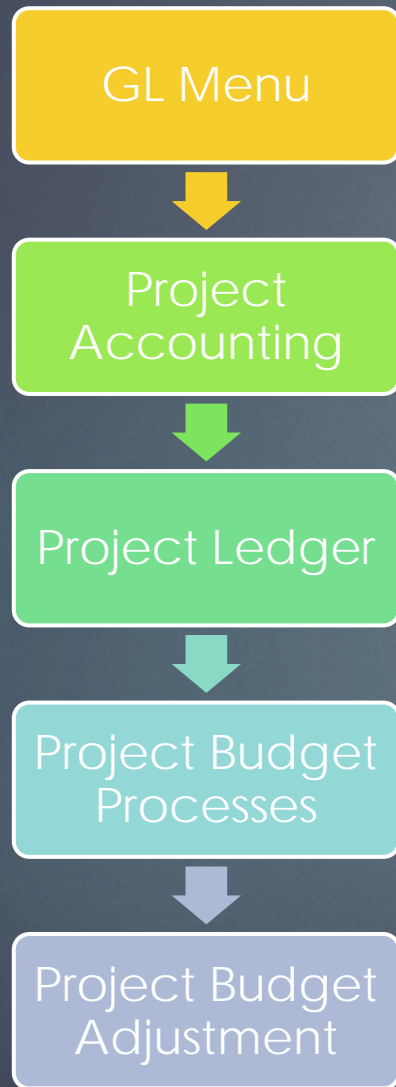 GL Menu
Project
Accounting
Project Ledger
Project Budget
Processes
Project Budget
Adjustment